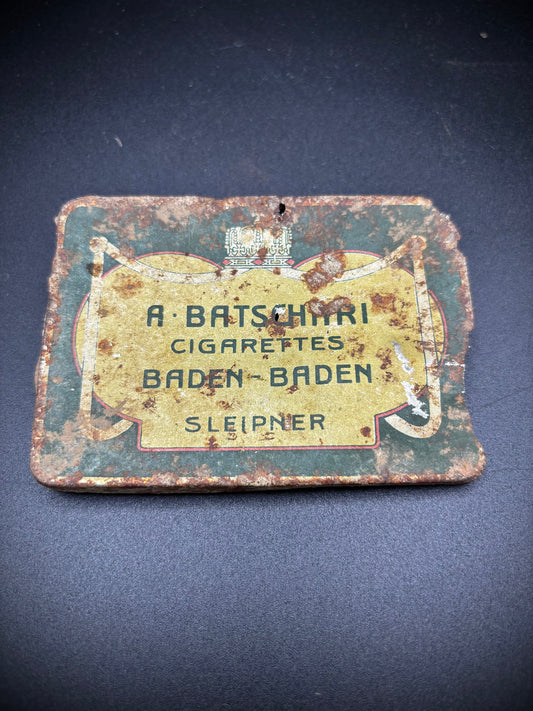 A · BATSCHARI
CIGARETTES
BADEN-BADEN
SLEIPNER